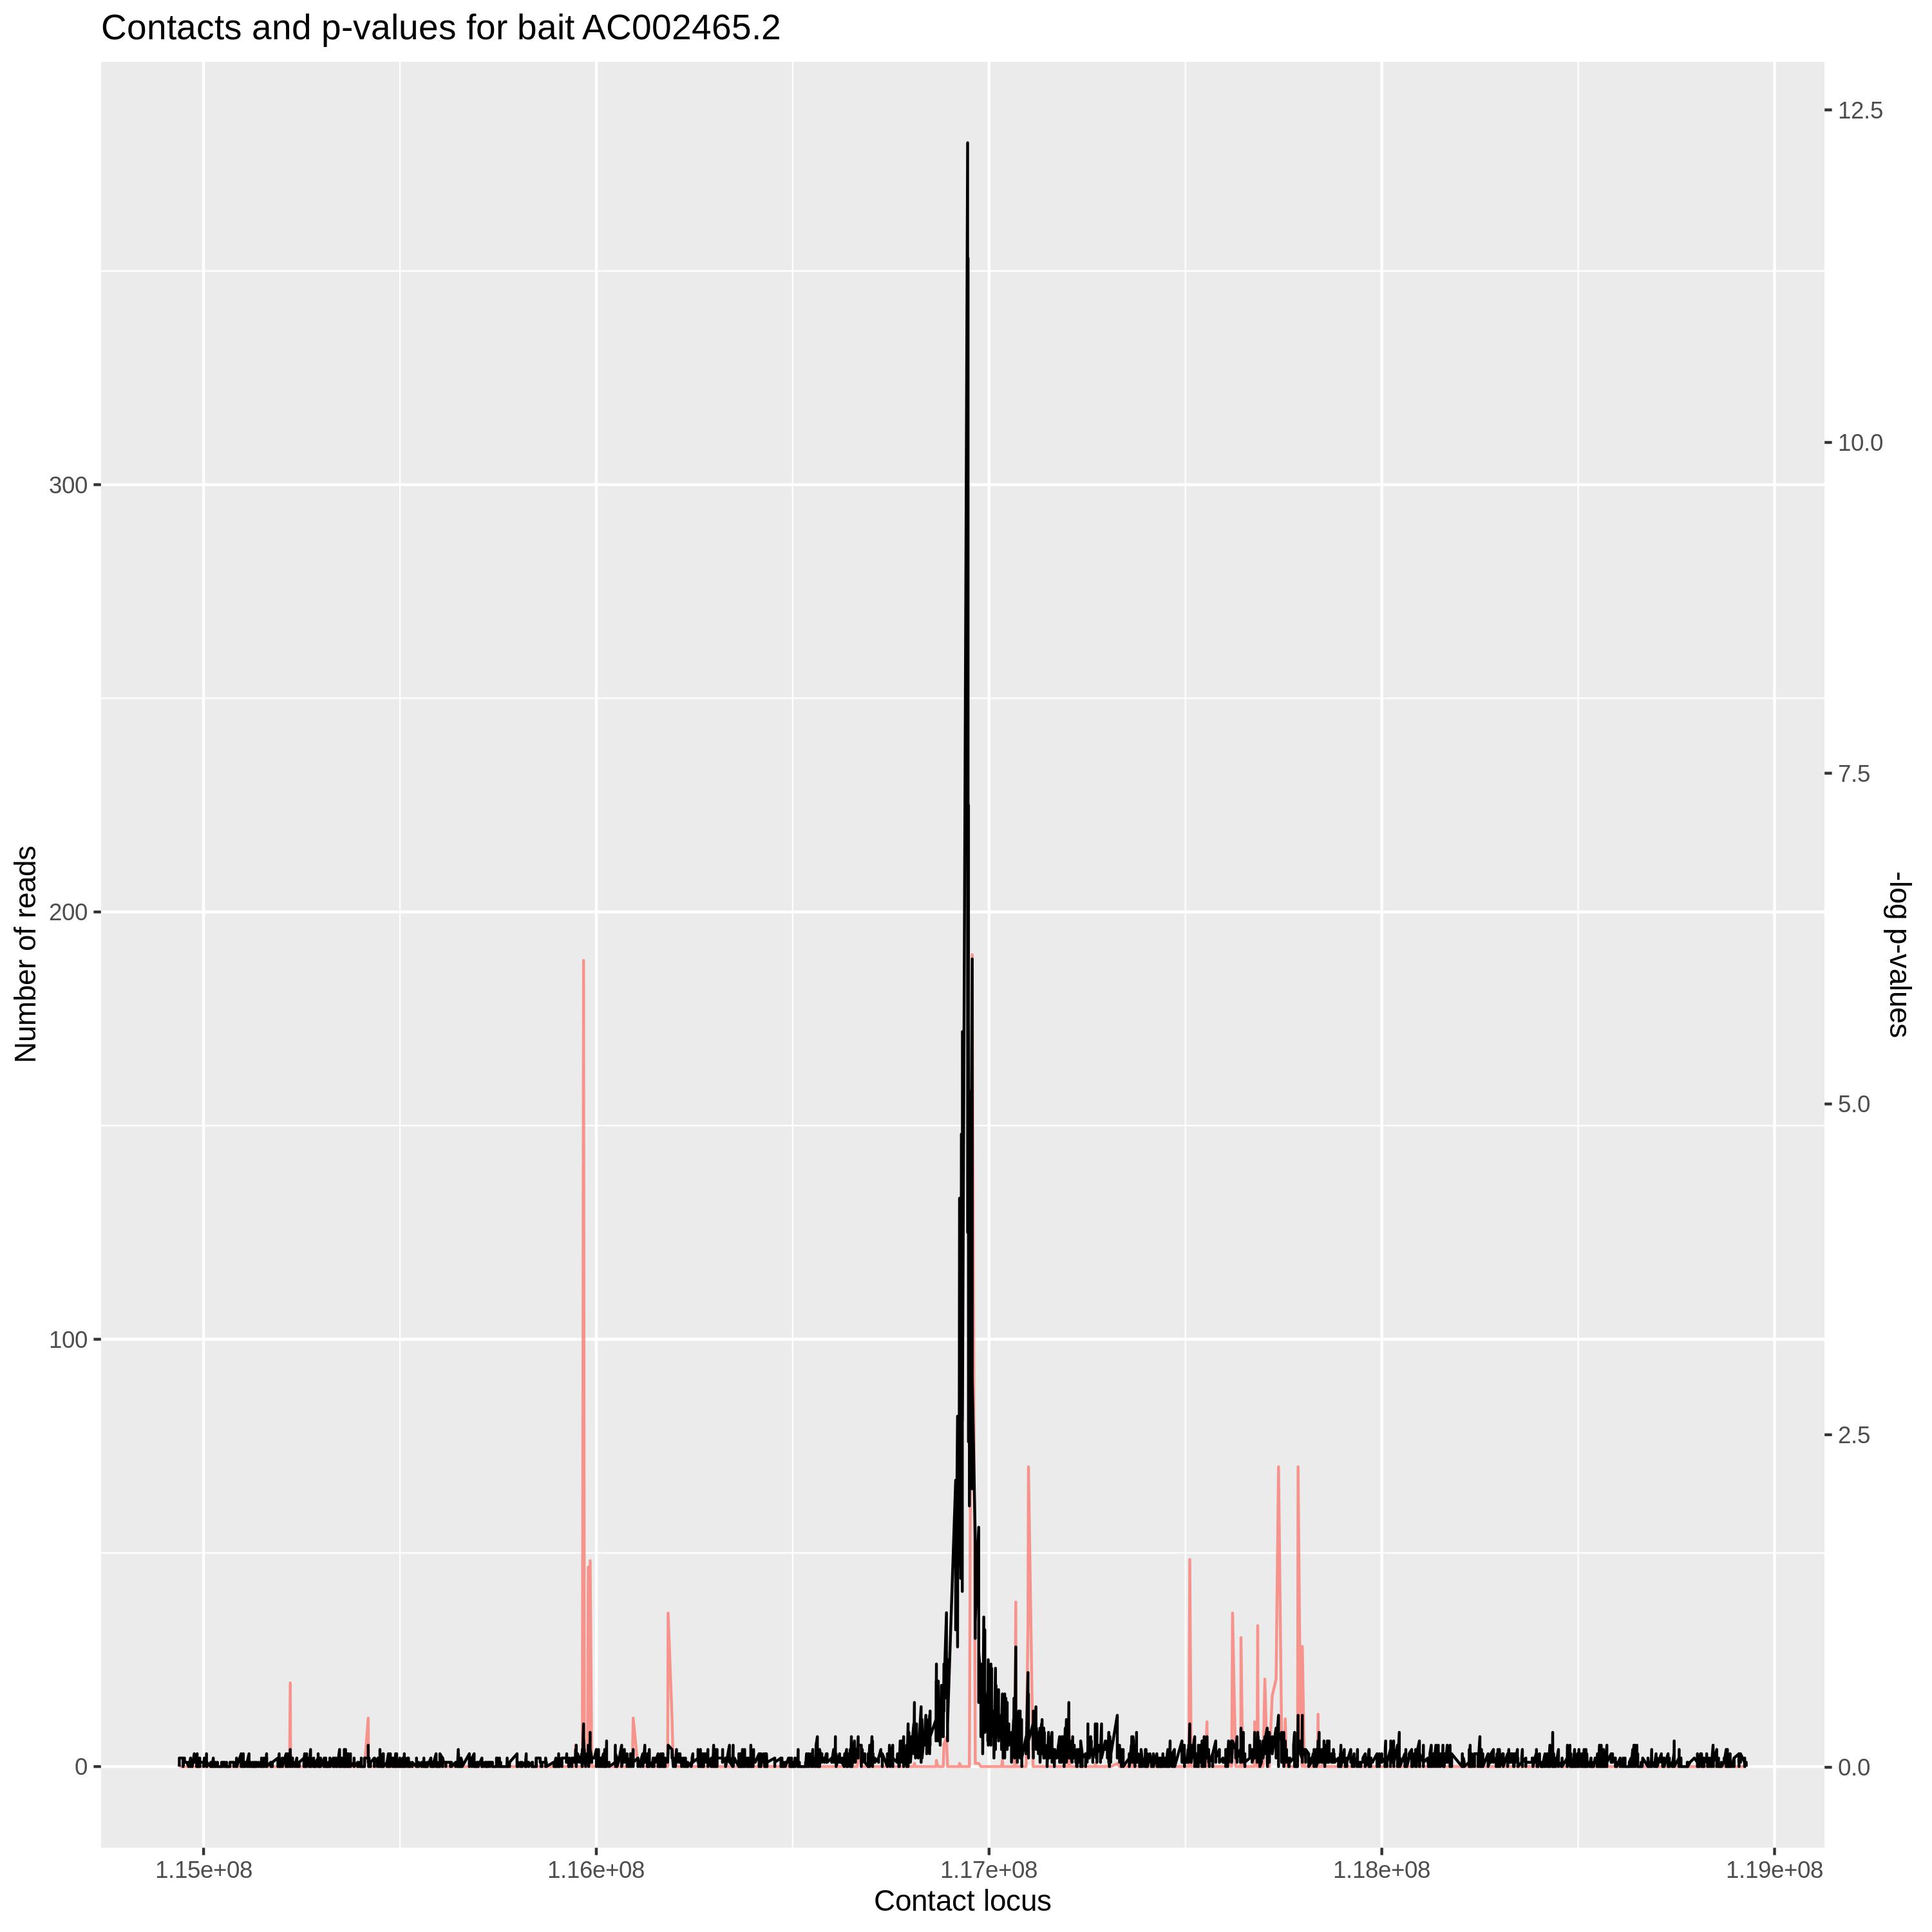 Contacts and p-values for bait AC002465.2
Number of reads
300
200
100
0
12.5
10.0
7.5
5.0
2.5
0.0
-log p-values
1.15e+08
1.16e+08
1.17e+08
1.18e+08
1.19e+08
Contact locus